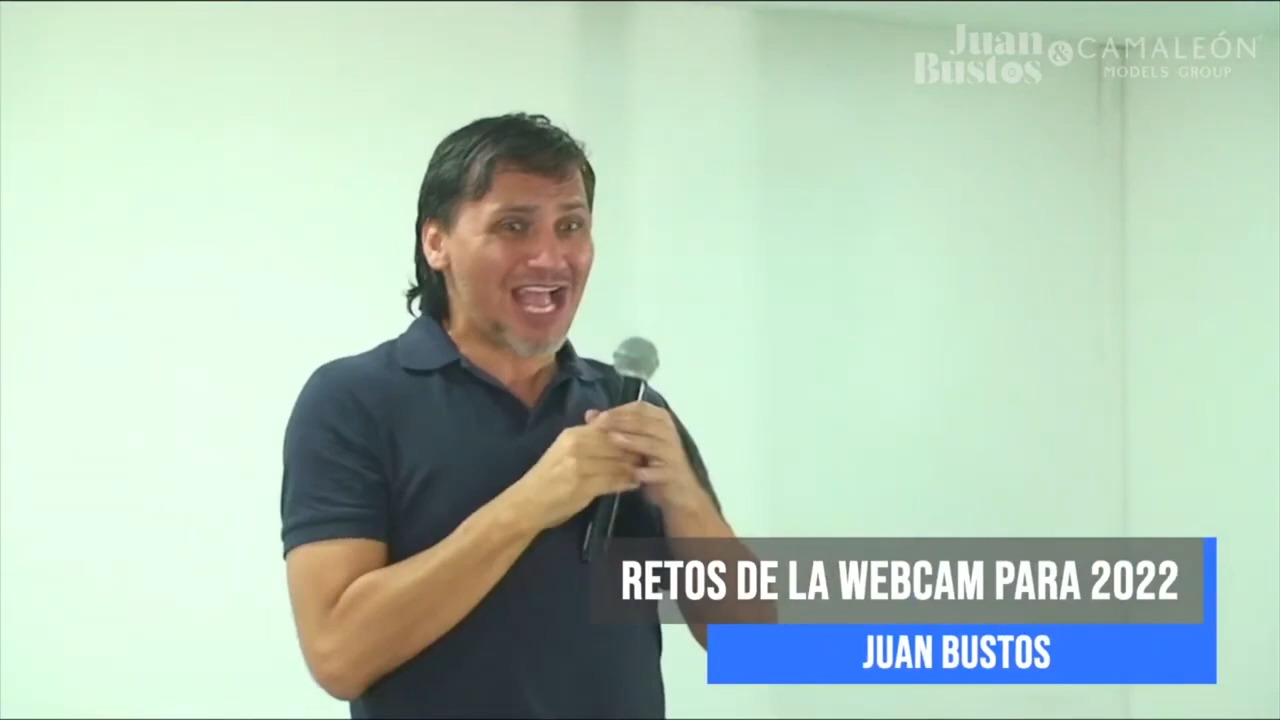 Juan
Bustos
& CAMALEÓN
MODELS GROUP
RETOS DE LA WEBCAM PARA 2022
JUAN BUSTOS